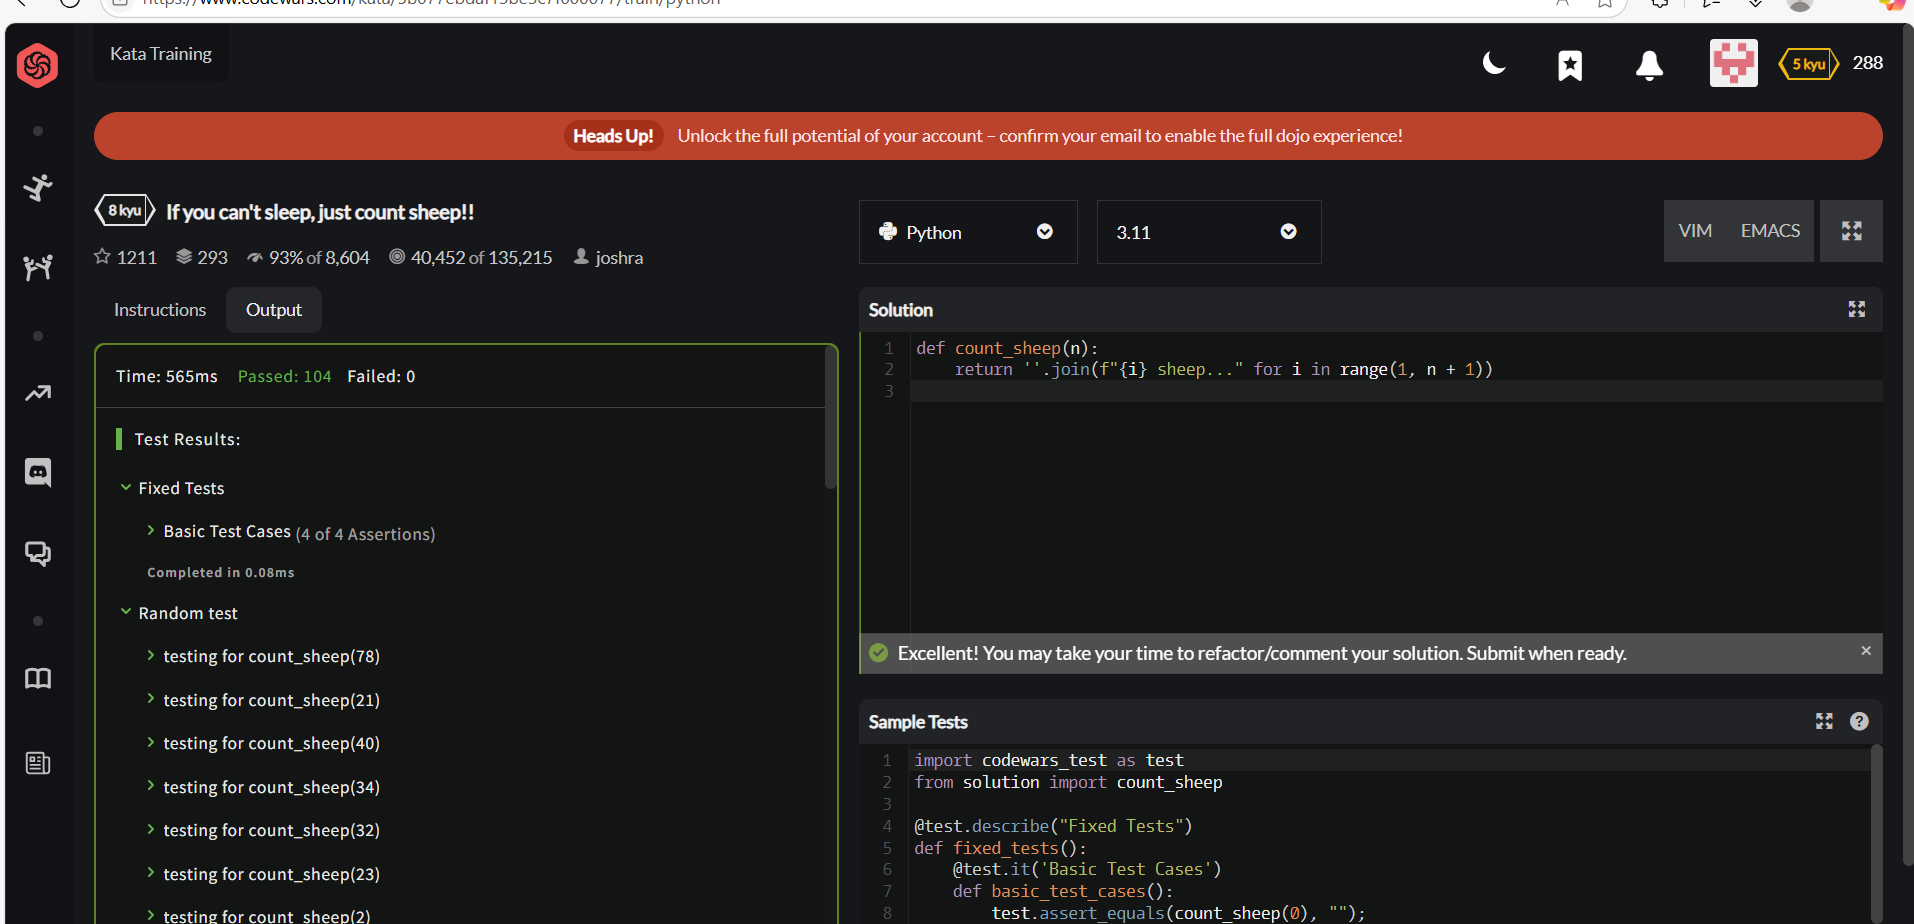 Kata Training
5 kyu
288
Heads Up! Unlock the full potential of your account – confirm your email to enable the full dojo experience!
8 kyu If you can't sleep, just count sheep!!
1211 293 93% of 8,604 40,452 of 135,215 joshra
Python
3.11
VIM EMACS
Instructions Output
Time: 565ms Passed: 104 Failed: 0
Test Results:
Fixed Tests
Basic Test Cases (4 of 4 Assertions)
Completed in 0.08ms
Random test
testing for count_sheep(78)
testing for count_sheep(21)
testing for count_sheep(40)
testing for count_sheep(34)
testing for count_sheep(32)
testing for count_sheep(23)
testing for count_sheep(2)
Solution
1 def count_sheep(n):
2     return ''.join(f"{i} sheep..." for i in range(1, n + 1))
3
Excellent! You may take your time to refactor/comment your solution. Submit when ready.
Sample Tests
1 import codewars_test as test
2 from solution import count_sheep
3
4 @test.describe("Fixed Tests")
5 def fixed_tests():
6     @test.it('Basic Test Cases')
7     def basic_test_cases():
8         test.assert_equals(count_sheep(0), "");